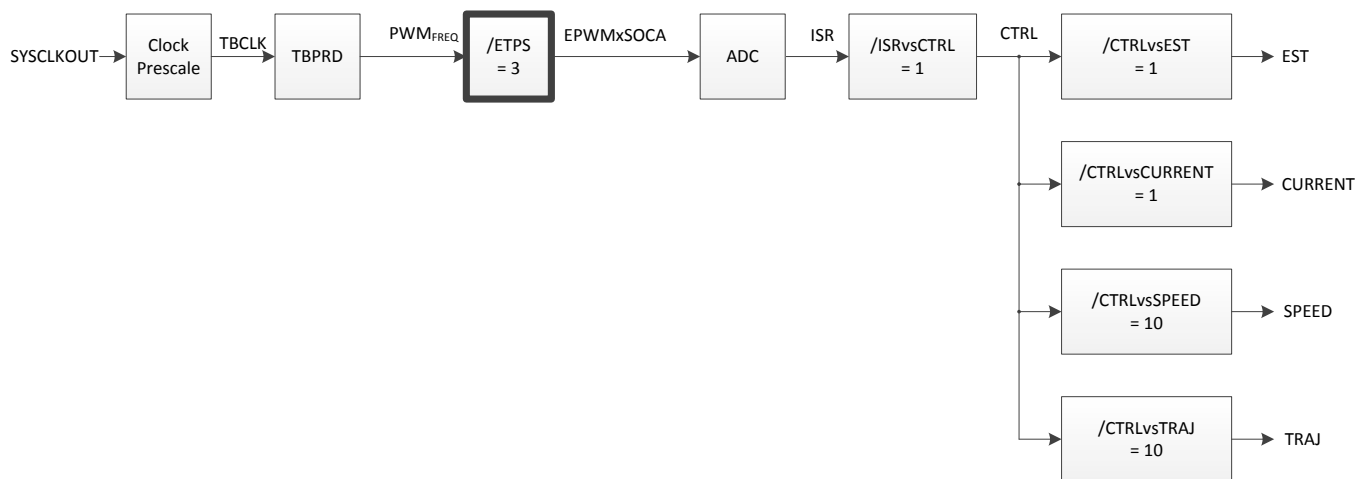 SYSCLKOUT
Clock
Prescale
TBCLK
TBPRD
PWMFREQ
/ETPS
= 3
EPWMxSOCA
ADC
ISR
/ISRvsCTRL
= 1
CTRL
/CTRLvsEST
= 1
EST
/CTRLvsCURRENT
= 1
CURRENT
/CTRLvsSPEED
= 10
SPEED
/CTRLvsTRAJ
= 10
TRAJ